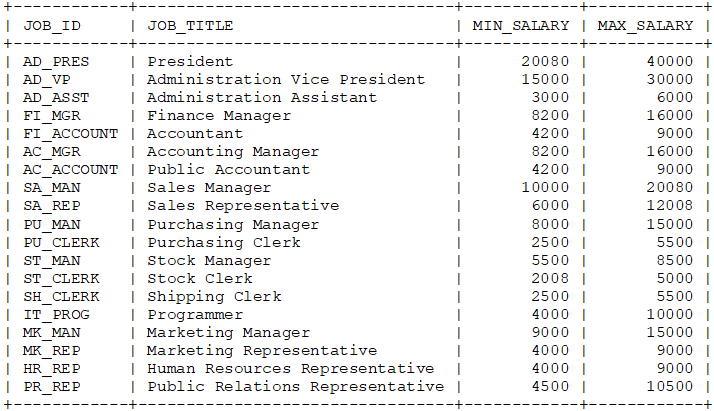 JOB_ID | JOB_TITLE | MIN_SALARY | MAX_SALARY
AD_PRES | President | 20080 | 40000
AD_VP | Administration Vice President | 15000 | 30000
AD_ASST | Administration Assistant | 3000 | 6000
FI_MGR | Finance Manager | 8200 | 16000
FI_ACCOUNT | Accountant | 4200 | 9000
AC_MGR | Accounting Manager | 8200 | 16000
AC_ACCOUNT | Public Accountant | 4200 | 9000
SA_MAN | Sales Manager | 10000 | 20080
SA_REP | Sales Representative | 6000 | 12008
PU_MAN | Purchasing Manager | 8000 | 15000
PU_CLERK | Purchasing Clerk | 2500 | 5500
ST_MAN | Stock Manager | 5500 | 8500
ST_CLERK | Stock Clerk | 2008 | 5000
SH_CLERK | Shipping Clerk | 2500 | 5500
IT_PROG | Programmer | 4000 | 10000
MK_MAN | Marketing Manager | 9000 | 15000
MK_REP | Marketing Representative | 4000 | 9000
HR_REP | Human Resources Representative | 4000 | 9000
PR_REP | Public Relations Representative | 4500 | 10500